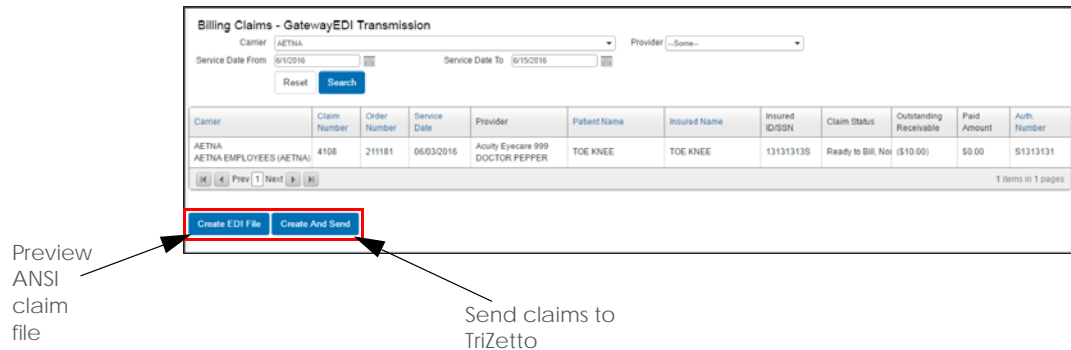 Billing Claims - GatewayEDI Transmission
Carrier AETNA Provider --Some--
Service Date From 6/1/2016 Service Date To 6/15/2016
Reset Search
Carrier Claim Number Order Number Service Date Provider Patient Name Insured Name Insured ID/SSN Claim Status Outstanding Receivable Paid Amount Auth. Number
AETNA
AETNA EMPLOYEES (AETNA) 4108 211181 06/03/2016 Acuity Eyecare 999 DOCTOR PEPPER TOE KNEE TOE KNEE 13131313S Ready to Bill, Nor ($10.00) $0.00 S1313131
Prev 1 Next 1 items in 1 pages
Create EDI File Create And Send
Preview
ANSI
claim
file
Send claims to
TriZetto